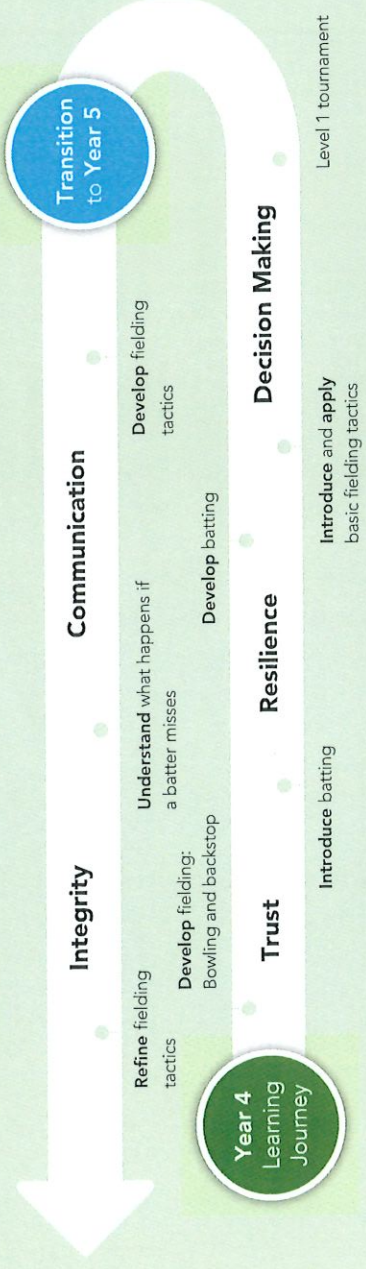 Year 4
Learning
Journey
Trust
Resilience
Decision Making
Develop fielding:
Bowling and backstop
Introduce batting
Develop batting
Introduce and apply
basic fielding tactics
Level 1 tournament
Transition
to Year 5
Communication
Integrity
Develop fielding
tactics
Understand what happens if
a batter misses
Refine fielding
tactics